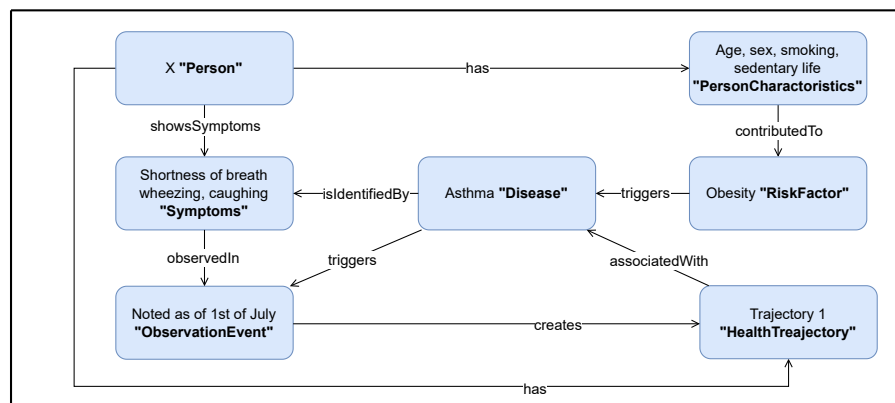 X "Person"
has
Age, sex, smoking,
sedentary life
"PersonCharactoristics"
showsSymptoms
contributedTo
Shortness of breath
wheezing, caughing
"Symptoms"
isIdentifiedBy
Asthma "Disease"
triggers
Obesity "RiskFactor"
observedIn
triggers
associatedWith
Noted as of 1st of July
"ObservationEvent"
creates
Trajectory 1
"HealthTreajectory"
has